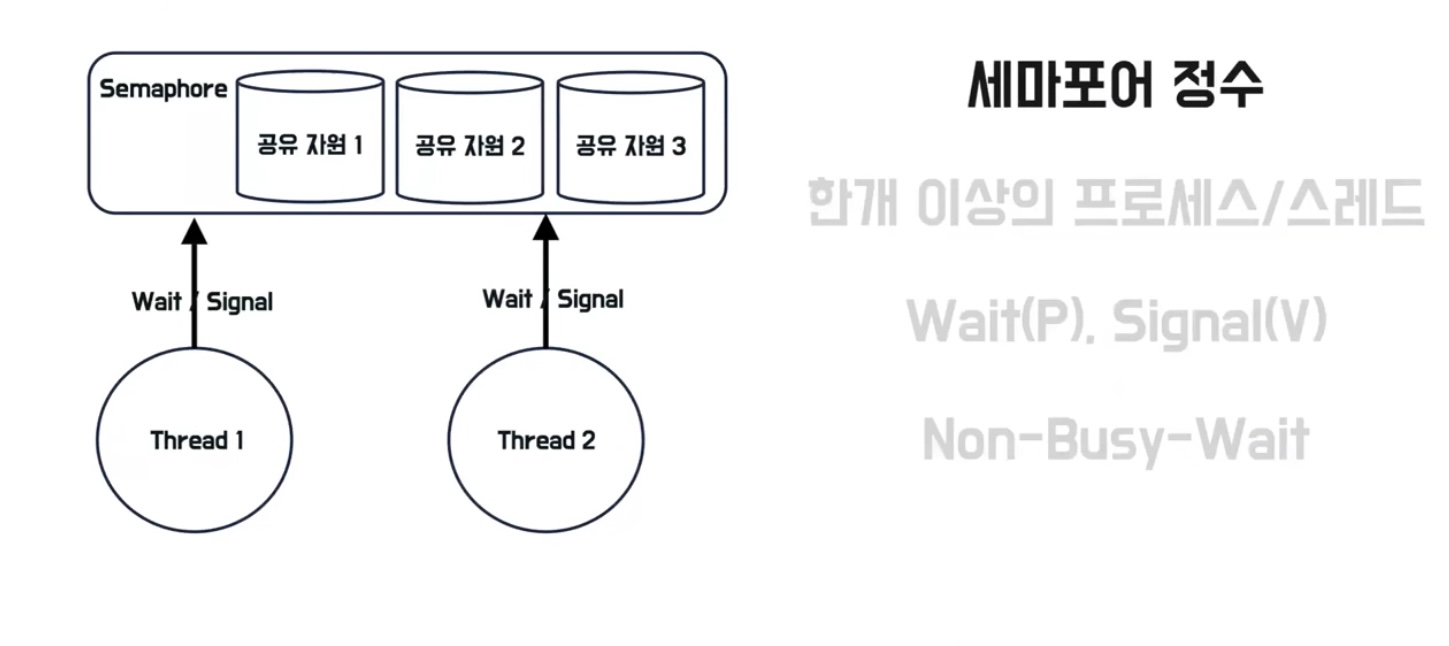 Semaphore
공유 자원 1
공유 자원 2
공유 자원 3
Wait / Signal
Wait / Signal
Thread 1
Thread 2
세마포어 정수
한개 이상의 프로세스/스레드
Wait(P), Signal(V)
Non-Busy-Wait